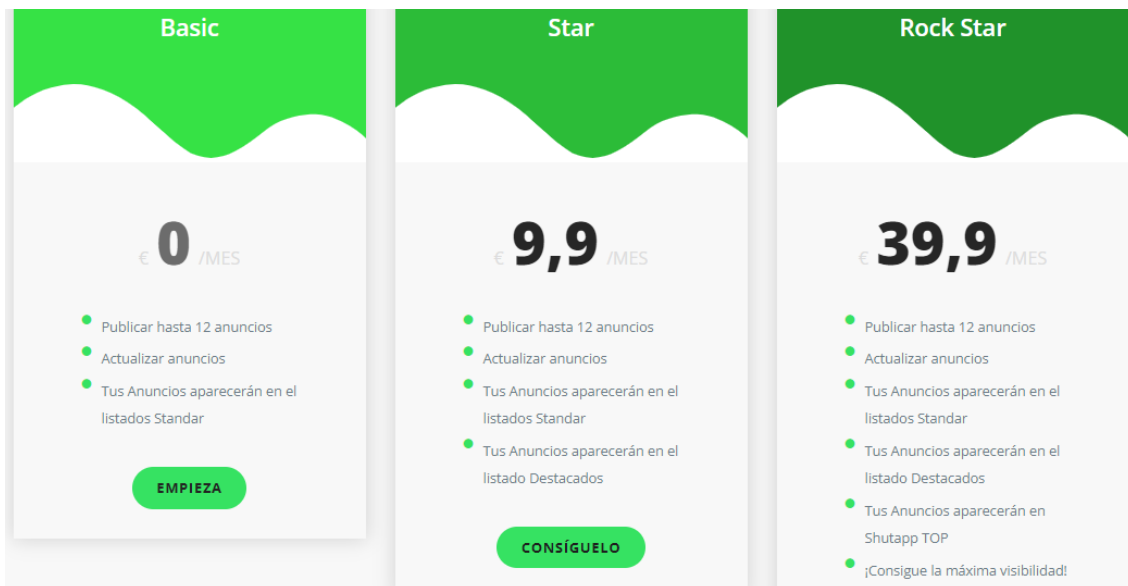 Basic
€ 0 /MES
Publicar hasta 12 anuncios
Actualizar anuncios
Tus Anuncios aparecerán en el
listados Standar
EMPIEZA
Star
€ 9,9 /MES
Publicar hasta 12 anuncios
Actualizar anuncios
Tus Anuncios aparecerán en el
listados Standar
Tus Anuncios aparecerán en el
listado Destacados
CONSÍGUELO
Rock Star
€ 39,9 /MES
Publicar hasta 12 anuncios
Actualizar anuncios
Tus Anuncios aparecerán en el
listados Standar
Tus Anuncios aparecerán en el
listado Destacados
Tus Anuncios aparecerán en
Shutapp TOP
¡Consigue la máxima visibilidad!